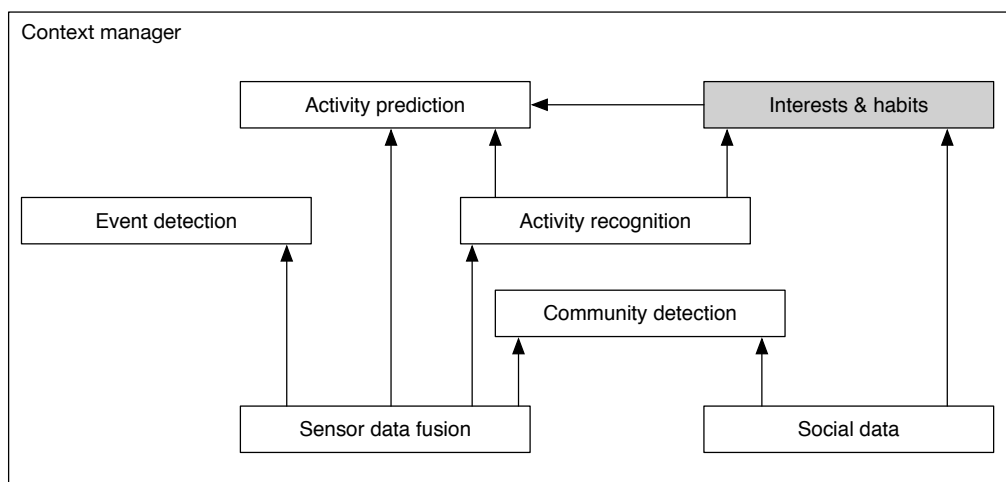 Context manager
Activity prediction
Interests & habits
Event detection
Activity recognition
Community detection
Sensor data fusion
Social data